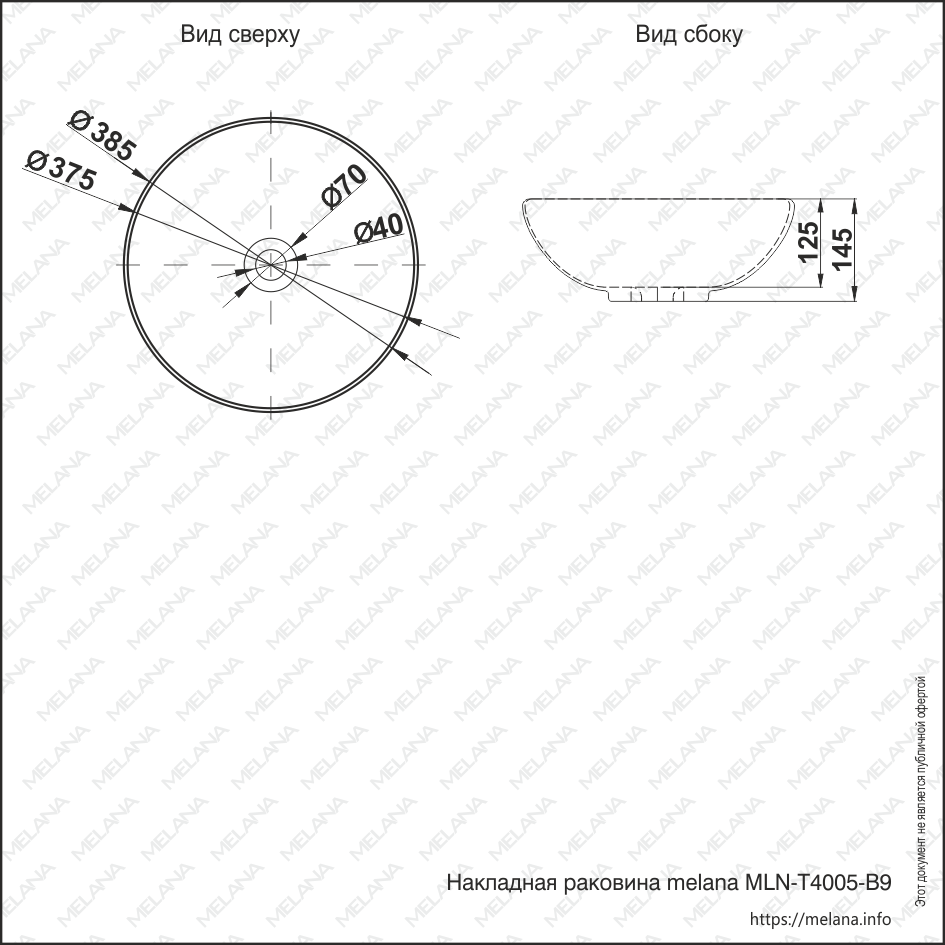 Вид сверху
Вид сбоку
Ø385
Ø375
Ø70
Ø40
125
145
Этот документ не является публичной офертой
Накладная раковина melana MLN-T4005-B9
https://melana.info
MELANA